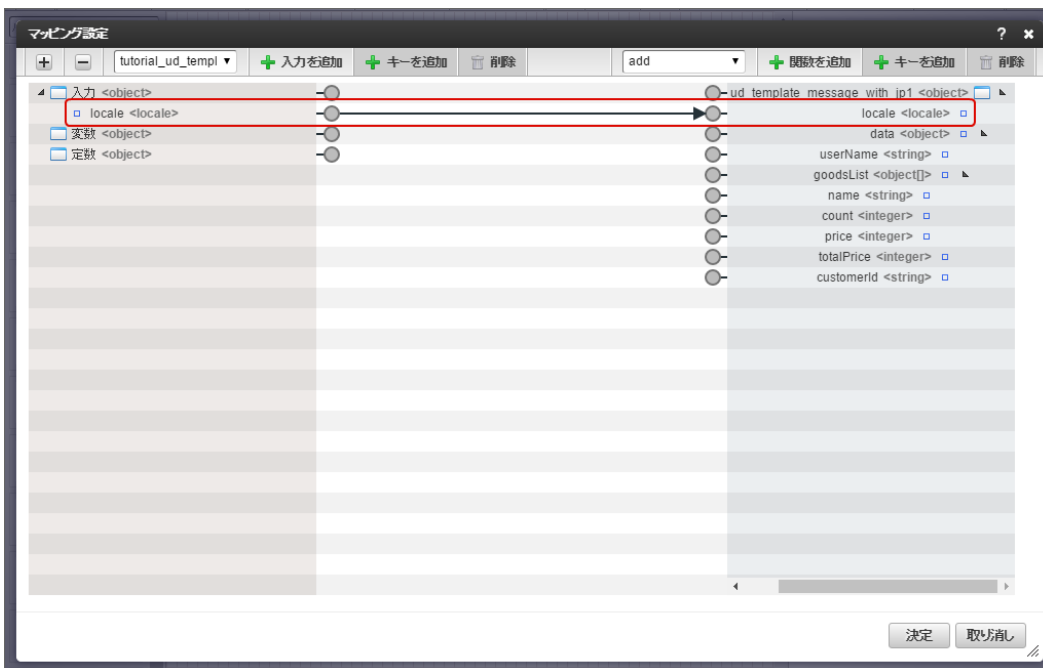 マッピング設定 ?
tutorial_ud_templ 入力を追加 キーを追加 削除 add 関数を追加 キーを追加 削除
入力 <object> ud_template_message_with_jp1 <object>
locale <locale> locale <locale>
変数 <object> data <object>
定数 <object> userName <string>
goodsList <object[]>
name <string>
count <integer>
price <integer>
totalPrice <integer>
customerId <string>
決定 取り消し